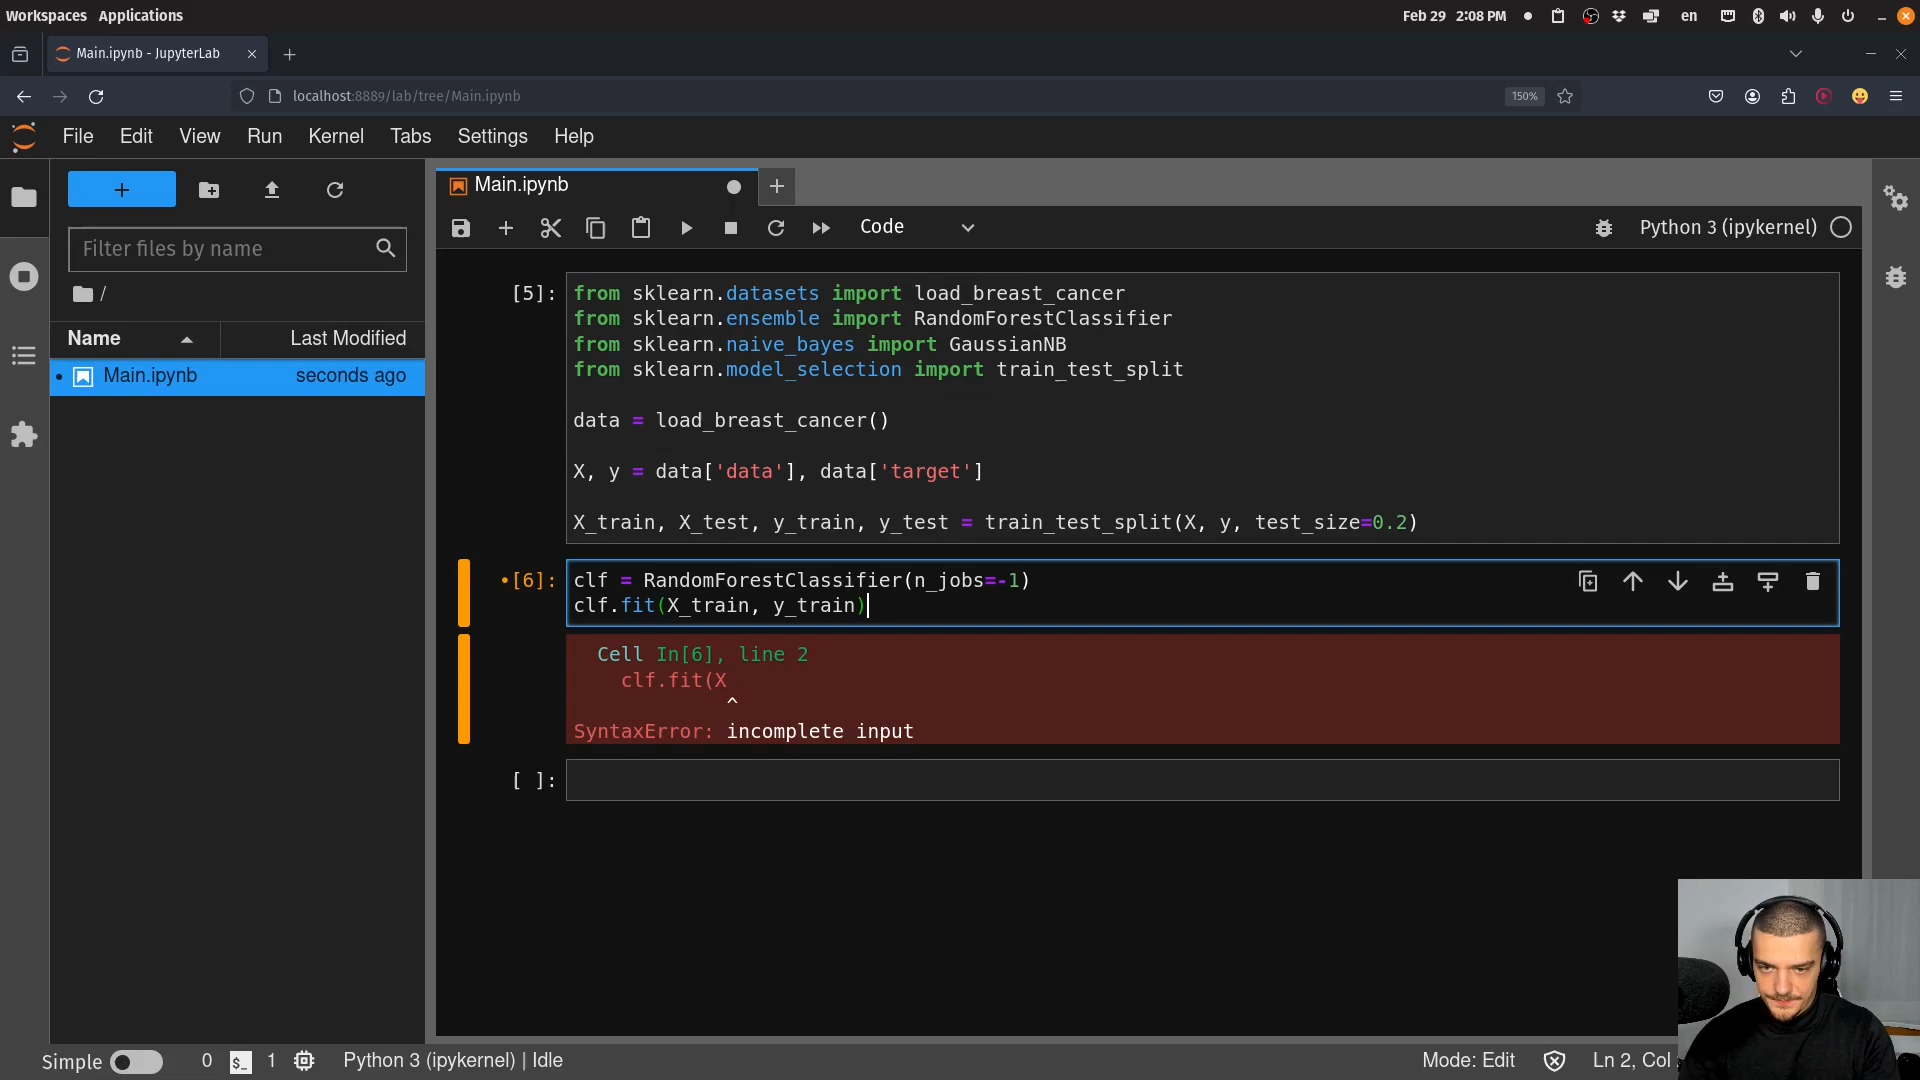 Workspaces Applications
Feb 29 2:08 PM
en
Main.ipynb - JupyterLab
localhost:8889/lab/tree/Main.ipynb
150%
File Edit View Run Kernel Tabs Settings Help
Main.ipynb
Code
Python 3 (ipykernel)
Filter files by name
/
Name Last Modified
Main.ipynb seconds ago
[5]:
from sklearn.datasets import load_breast_cancer
from sklearn.ensemble import RandomForestClassifier
from sklearn.naive_bayes import GaussianNB
from sklearn.model_selection import train_test_split
data = load_breast_cancer()
X, y = data['data'], data['target']
X_train, X_test, y_train, y_test = train_test_split(X, y, test_size=0.2)
•[6]:
clf = RandomForestClassifier(n_jobs=-1)
clf.fit(X_train, y_train)
Cell In[6], line 2
clf.fit(X
^
SyntaxError: incomplete input
[ ]:
Simple 0 $_ 1 Python 3 (ipykernel) | Idle
Mode: Edit Ln 2, Col